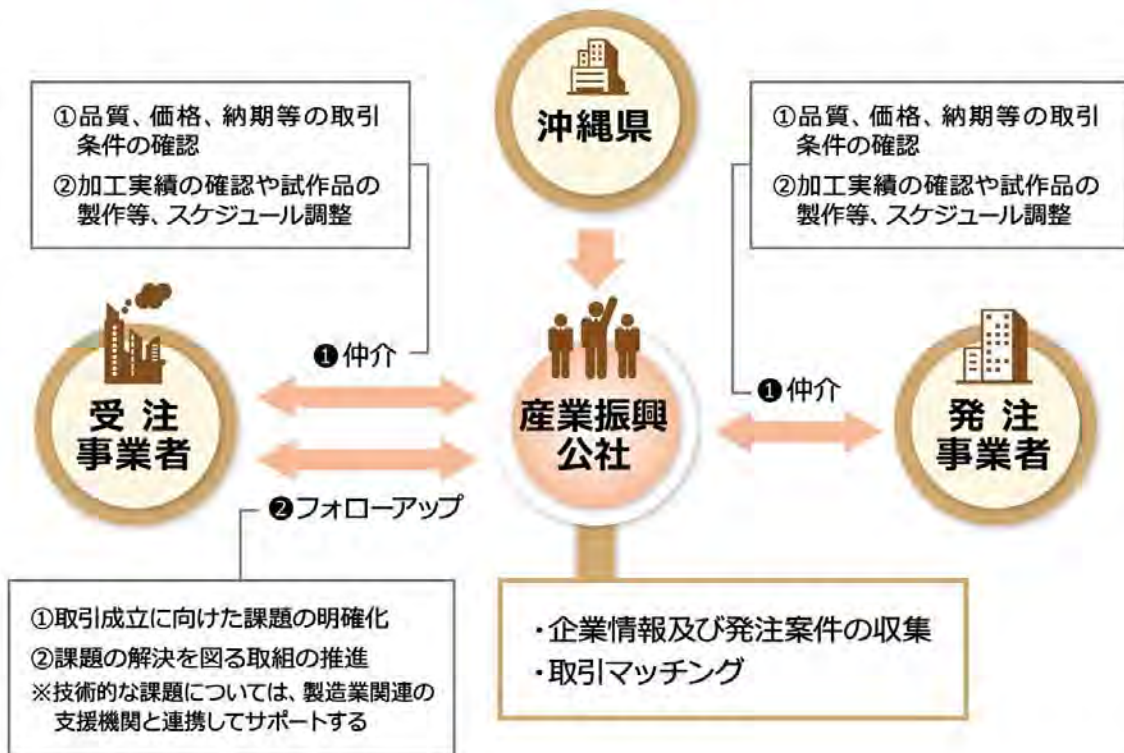 沖縄県
①品質、価格、納期等の取引
条件の確認
②加工実績の確認や試作品の
製作等、スケジュール調整
①品質、価格、納期等の取引
条件の確認
②加工実績の確認や試作品の
製作等、スケジュール調整
受注
事業者
❶仲介
産業振興
公社
❶仲介
発注
事業者
❷フォローアップ
①取引成立に向けた課題の明確化
②課題の解決を図る取組の推進
※技術的な課題については、製造業関連の
支援機関と連携してサポートする
・企業情報及び発注案件の収集
・取引マッチング